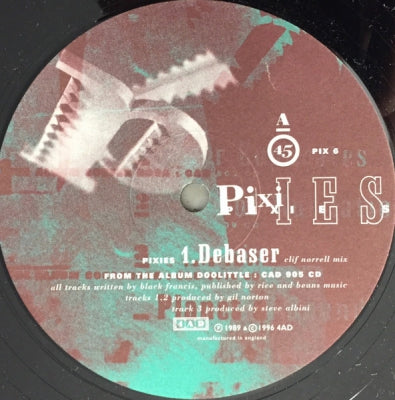 A
45
PIX 6
PixIES
PIXIES 1.Debaser clif norrell mix
FROM THE ALBUM DOOLITTLE : CAD 905 CD
all tracks written by black francis, published by rice and beans music
tracks 1.2 produced by gil norton
track 3 produced by steve albini
4AD ℗ 1989 & © 1996 4AD
manufactured in england